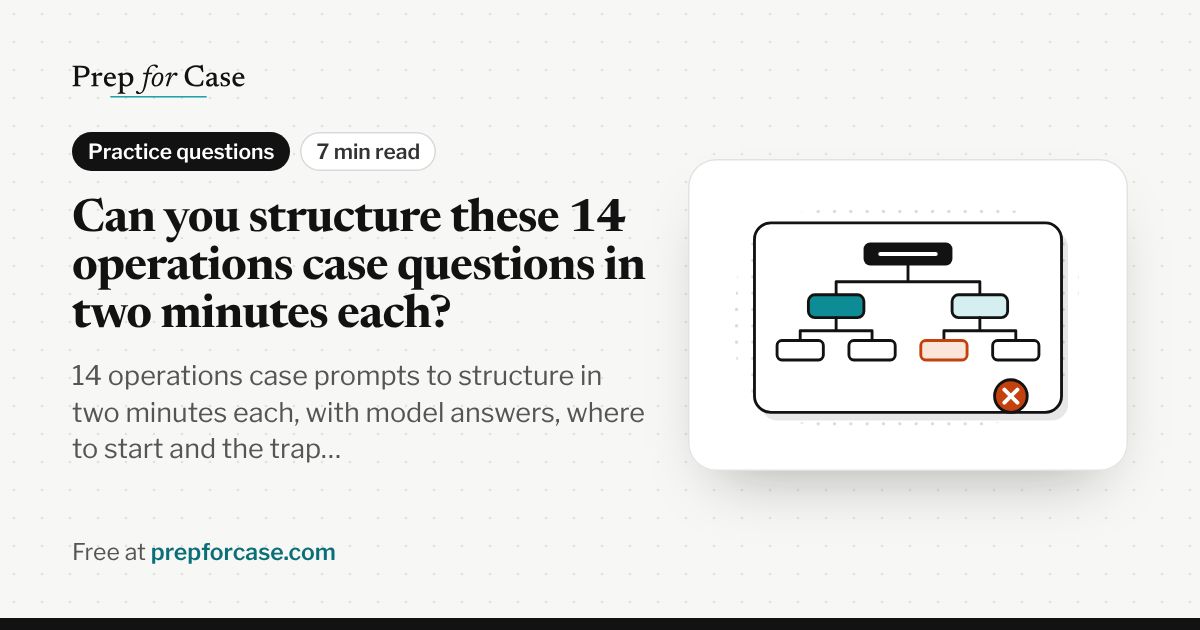 Prep for Case
Practice questions
7 min read
Can you structure these 14
operations case questions in
two minutes each?
14 operations case prompts to structure in
two minutes each, with model answers, where
to start and the trap...
Free at prepforcase.com